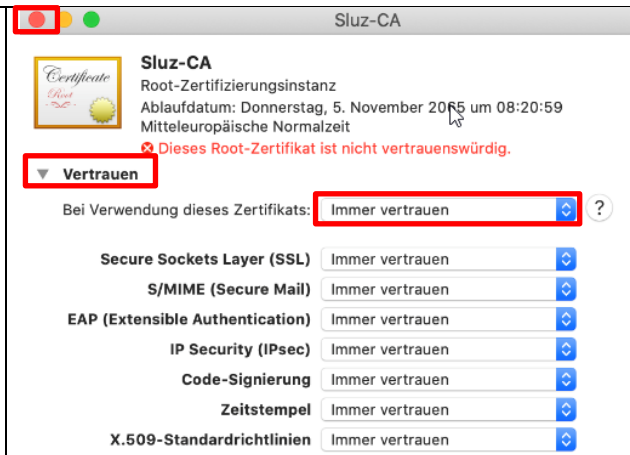 Sluz-CA
Certificate
Root
Sluz-CA
Root-Zertifizierungsinstanz
Ablaufdatum: Donnerstag, 5. November 2065 um 08:20:59
Mitteleuropäische Normalzeit
Dieses Root-Zertifikat ist nicht vertrauenswürdig.
Vertrauen
Bei Verwendung dieses Zertifikats: Immer vertrauen ?
Secure Sockets Layer (SSL) Immer vertrauen
S/MIME (Secure Mail) Immer vertrauen
EAP (Extensible Authentication) Immer vertrauen
IP Security (IPsec) Immer vertrauen
Code-Signierung Immer vertrauen
Zeitstempel Immer vertrauen
X.509-Standardrichtlinien Immer vertrauen